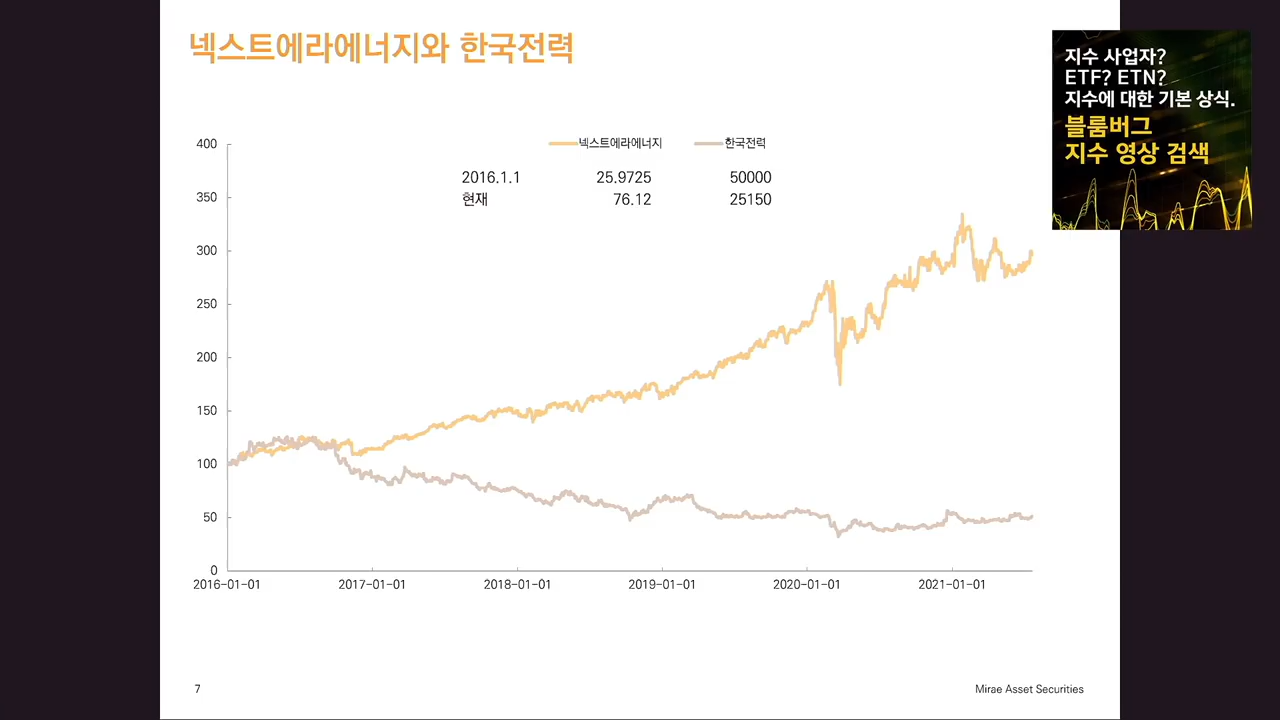 넥스트에라에너지와 한국전력
지수 사업자?
ETF? ETN?
지수에 대한 기본 상식.
블룸버그
지수 영상 검색
넥스트에라에너지 한국전력
2016.1.1 25.9725 50000
현재 76.12 25150
400
350
300
250
200
150
100
50
0
2016-01-01 2017-01-01 2018-01-01 2019-01-01 2020-01-01 2021-01-01
7 Mirae Asset Securities